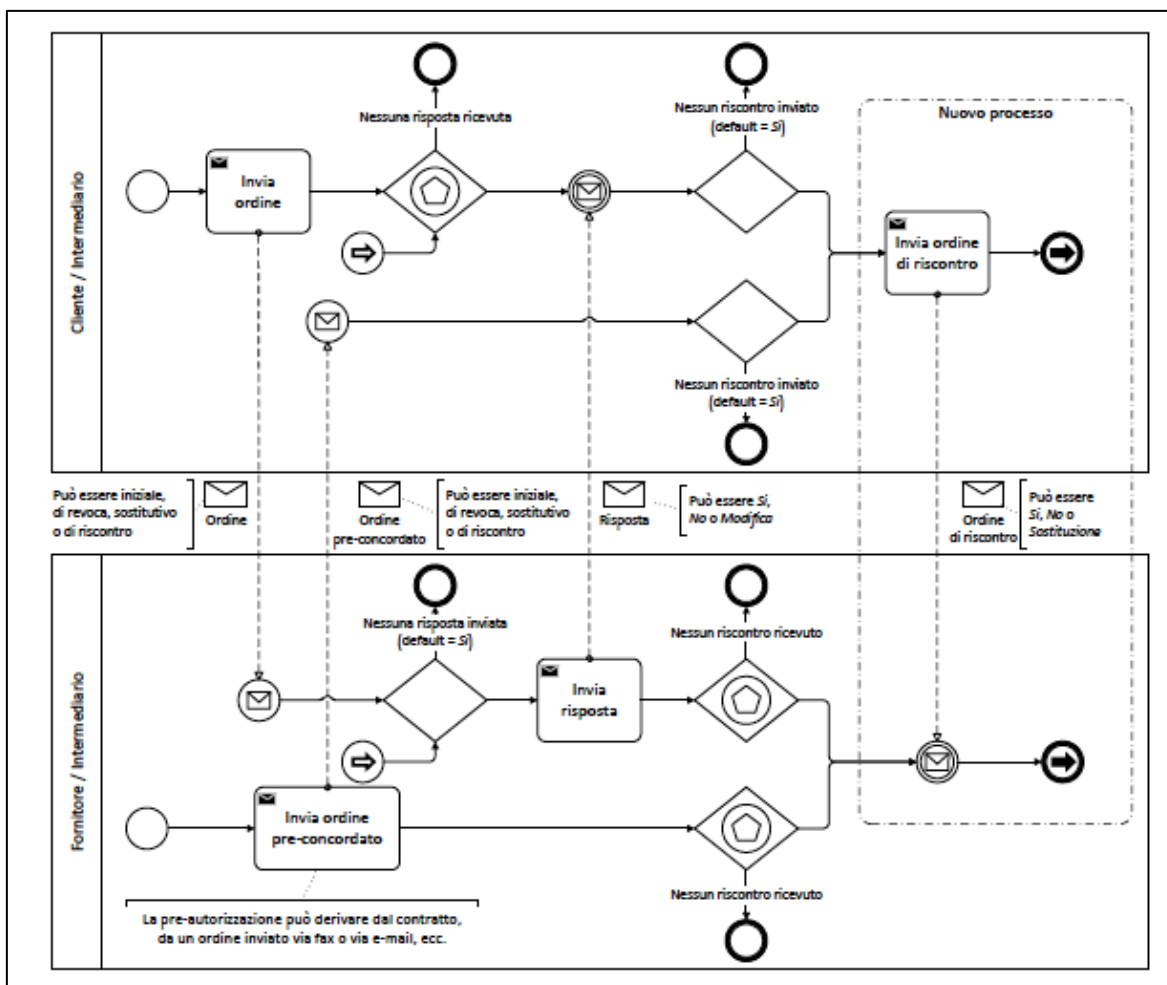 Cliente / Intermediario
Nessuna risposta ricevuta
Nessun riscontro inviato
(default = Sì)
Nuovo processo
Invia
ordine
Invia ordine
di riscontro
Nessun riscontro inviato
(default = Sì)
Può essere iniziale,
di revoca, sostitutivo
o di riscontro
Ordine
Ordine
pre-concordato
Può essere iniziale,
di revoca, sostitutivo
o di riscontro
Risposta
Può essere Sì,
No o Modifica
Ordine
di riscontro
Può essere
Sì, No o
Sostituzione
Fornitore / Intermediario
Nessuna risposta inviata
(default = Sì)
Nessun riscontro ricevuto
Invia
risposta
Invia ordine
pre-concordato
Nessun riscontro ricevuto
La pre-autorizzazione può derivare dal contratto,
da un ordine inviato via fax o via e-mail, ecc.